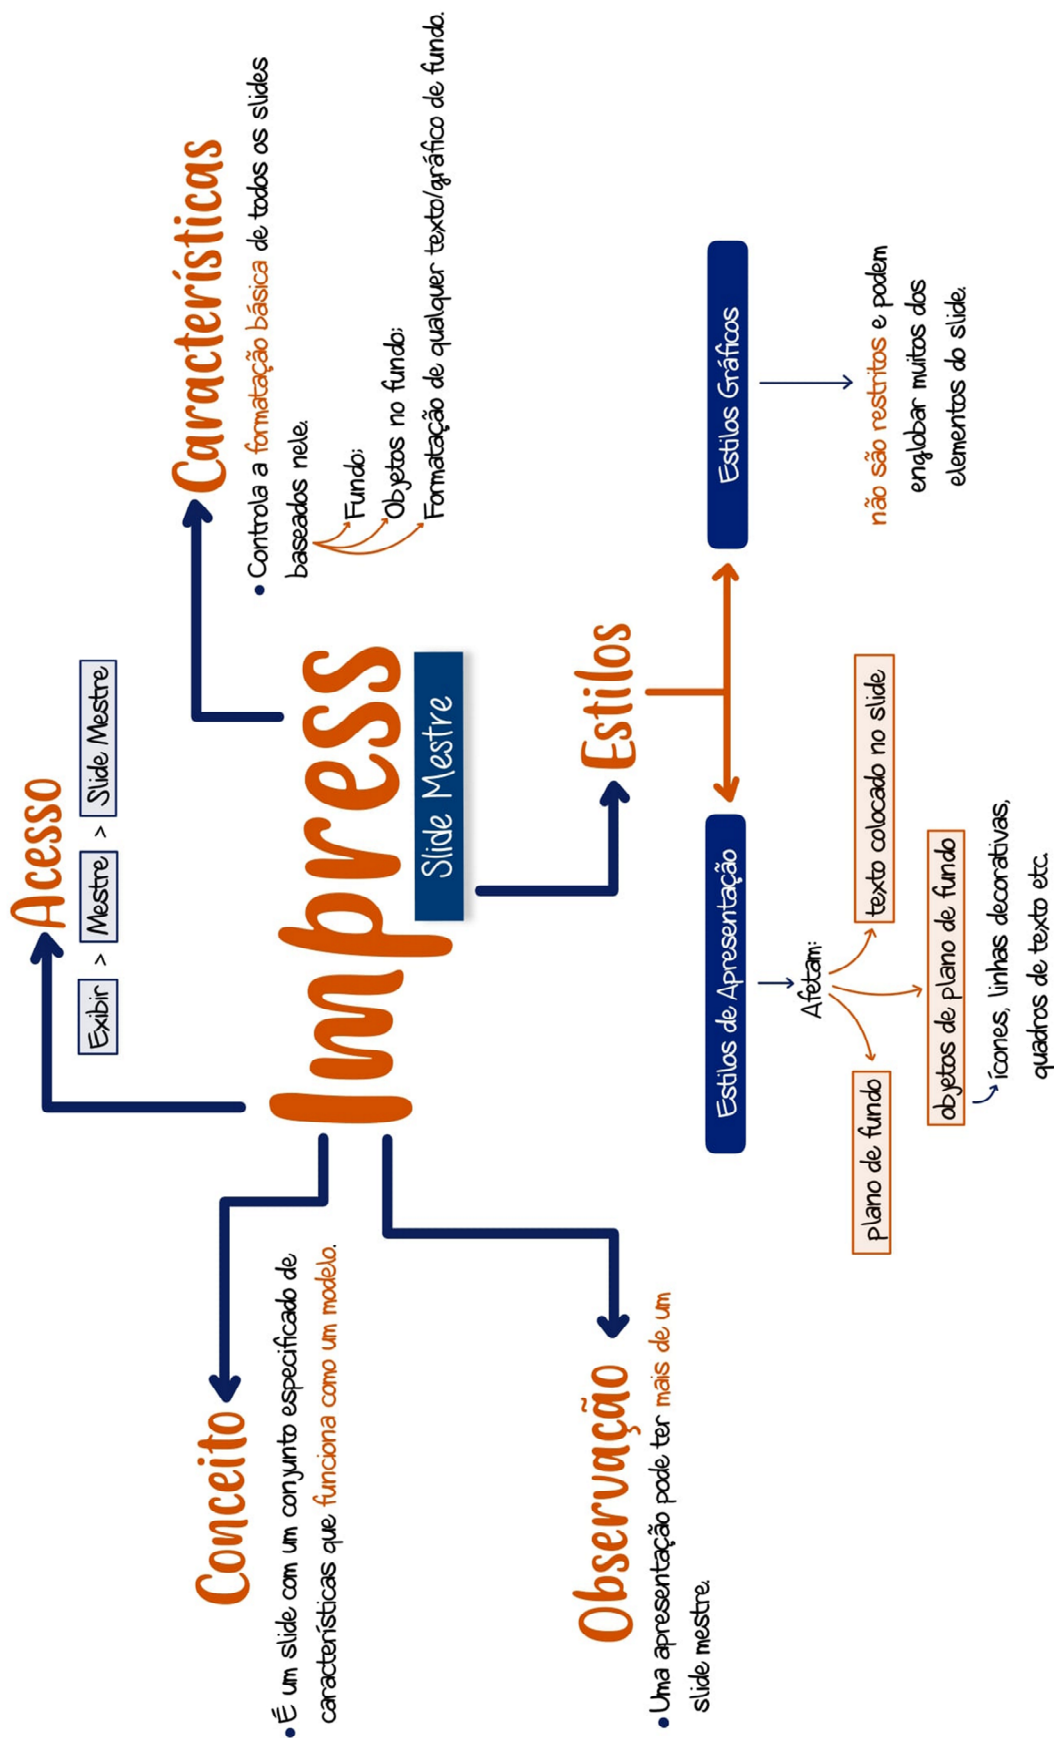 Acesso
Exibir > Mestre > Slide Mestre
Conceito
• É um slide com um conjunto especificado de
características que funciona como um modelo.
Impress
Slide Mestre
Características
• Controla a formatação básica de todos os slides
baseados nele.
Fundo;
Objetos no fundo;
Formatação de qualquer texto/gráfico de fundo.
Observação
• Uma apresentação pode ter mais de um
slide mestre.
Estilos
Estilos de Apresentação
Afetam:
plano de fundo
texto colocado no slide
objetos de plano de fundo
ícones, linhas decorativas,
quadros de texto etc.
Estilos Gráficos
não são restritos e podem
englobar muitos dos
elementos do slide.